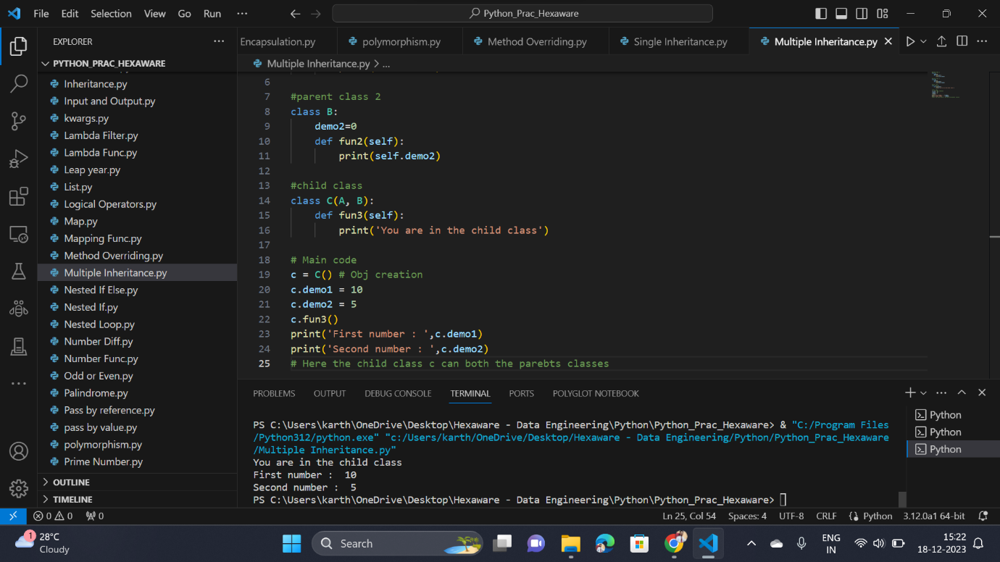 File Edit Selection View Go Run ··· Python_Prac_Hexaware
EXPLORER ···
PYTHON_PRAC_HEXAWARE
Inheritance.py
Input and Output.py
kwargs.py
Lambda Filter.py
Lambda Func.py
Leap year.py
List.py
Logical Operators.py
Map.py
Mapping Func.py
Method Overriding.py
Multiple Inheritance.py
Nested If Else.py
Nested If.py
Nested Loop.py
Number Diff.py
Number Func.py
Odd or Even.py
Palindrome.py
Pass by reference.py
pass by value.py
polymorphism.py
Prime Number.py
OUTLINE
TIMELINE
Encapsulation.py polymorphism.py Method Overriding.py Single Inheritance.py Multiple Inheritance.py
Multiple Inheritance.py > ...
6
7 #parent class 2
8 class B:
9 demo2=0
10 def fun2(self):
11 print(self.demo2)
12
13 #child class
14 class C(A, B):
15 def fun3(self):
16 print('You are in the child class')
17
18 # Main code
19 c = C() # Obj creation
20 c.demo1 = 10
21 c.demo2 = 5
22 c.fun3()
23 print('First number : ',c.demo1)
24 print('Second number : ',c.demo2)
25 # Here the child class c can both the parebts classes
PROBLEMS OUTPUT DEBUG CONSOLE TERMINAL PORTS POLYGLOT NOTEBOOK
PS C:\Users\karth\OneDrive\Desktop\Hexaware - Data Engineering\Python\Python_Prac_Hexaware> & "C:/Program Files
/Python312/python.exe" "c:/Users/karth/OneDrive/Desktop/Hexaware - Data Engineering/Python/Python_Prac_Hexaware
/Multiple Inheritance.py"
You are in the child class
First number :  10
Second number :  5
PS C:\Users\karth\OneDrive\Desktop\Hexaware - Data Engineering\Python\Python_Prac_Hexaware>
Python
Python
Python
0 0 0 Ln 25, Col 54 Spaces: 4 UTF-8 CRLF Python 3.12.0a1 64-bit
1 28°C
Cloudy
Search
ENG
IN
15:22
18-12-2023